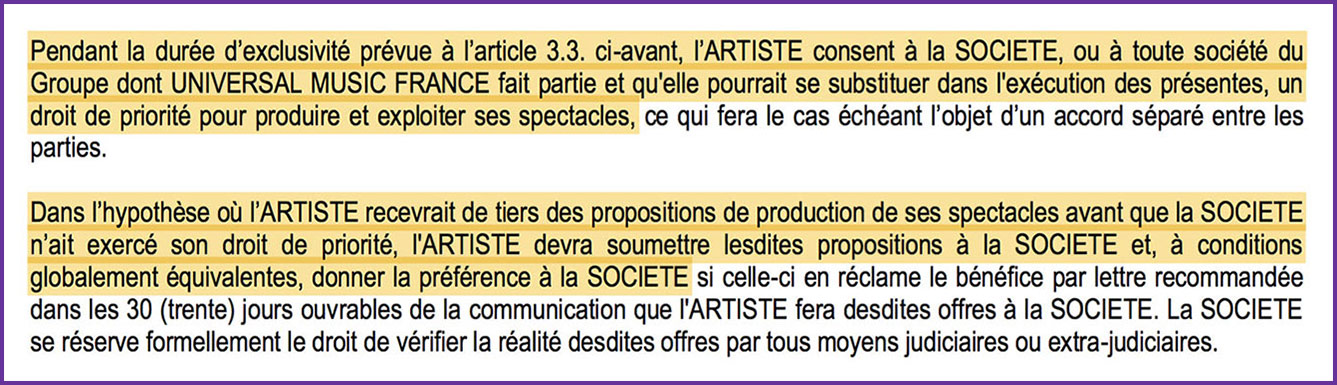 Pendant la durée d’exclusivité prévue à l’article 3.3. ci-avant, l’ARTISTE consent à la SOCIETE, ou à toute société du
Groupe dont UNIVERSAL MUSIC FRANCE fait partie et qu'elle pourrait se substituer dans l'exécution des présentes, un
droit de priorité pour produire et exploiter ses spectacles, ce qui fera le cas échéant l’objet d’un accord séparé entre les
parties.
Dans l’hypothèse où l’ARTISTE recevrait de tiers des propositions de production de ses spectacles avant que la SOCIETE
n’ait exercé son droit de priorité, l'ARTISTE devra soumettre lesdites propositions à la SOCIETE et, à conditions
globalement équivalentes, donner la préférence à la SOCIETE si celle-ci en réclame le bénéfice par lettre recommandée
dans les 30 (trente) jours ouvrables de la communication que l'ARTISTE fera desdites offres à la SOCIETE. La SOCIETE
se réserve formellement le droit de vérifier la réalité desdites offres par tous moyens judiciaires ou extra-judiciaires.